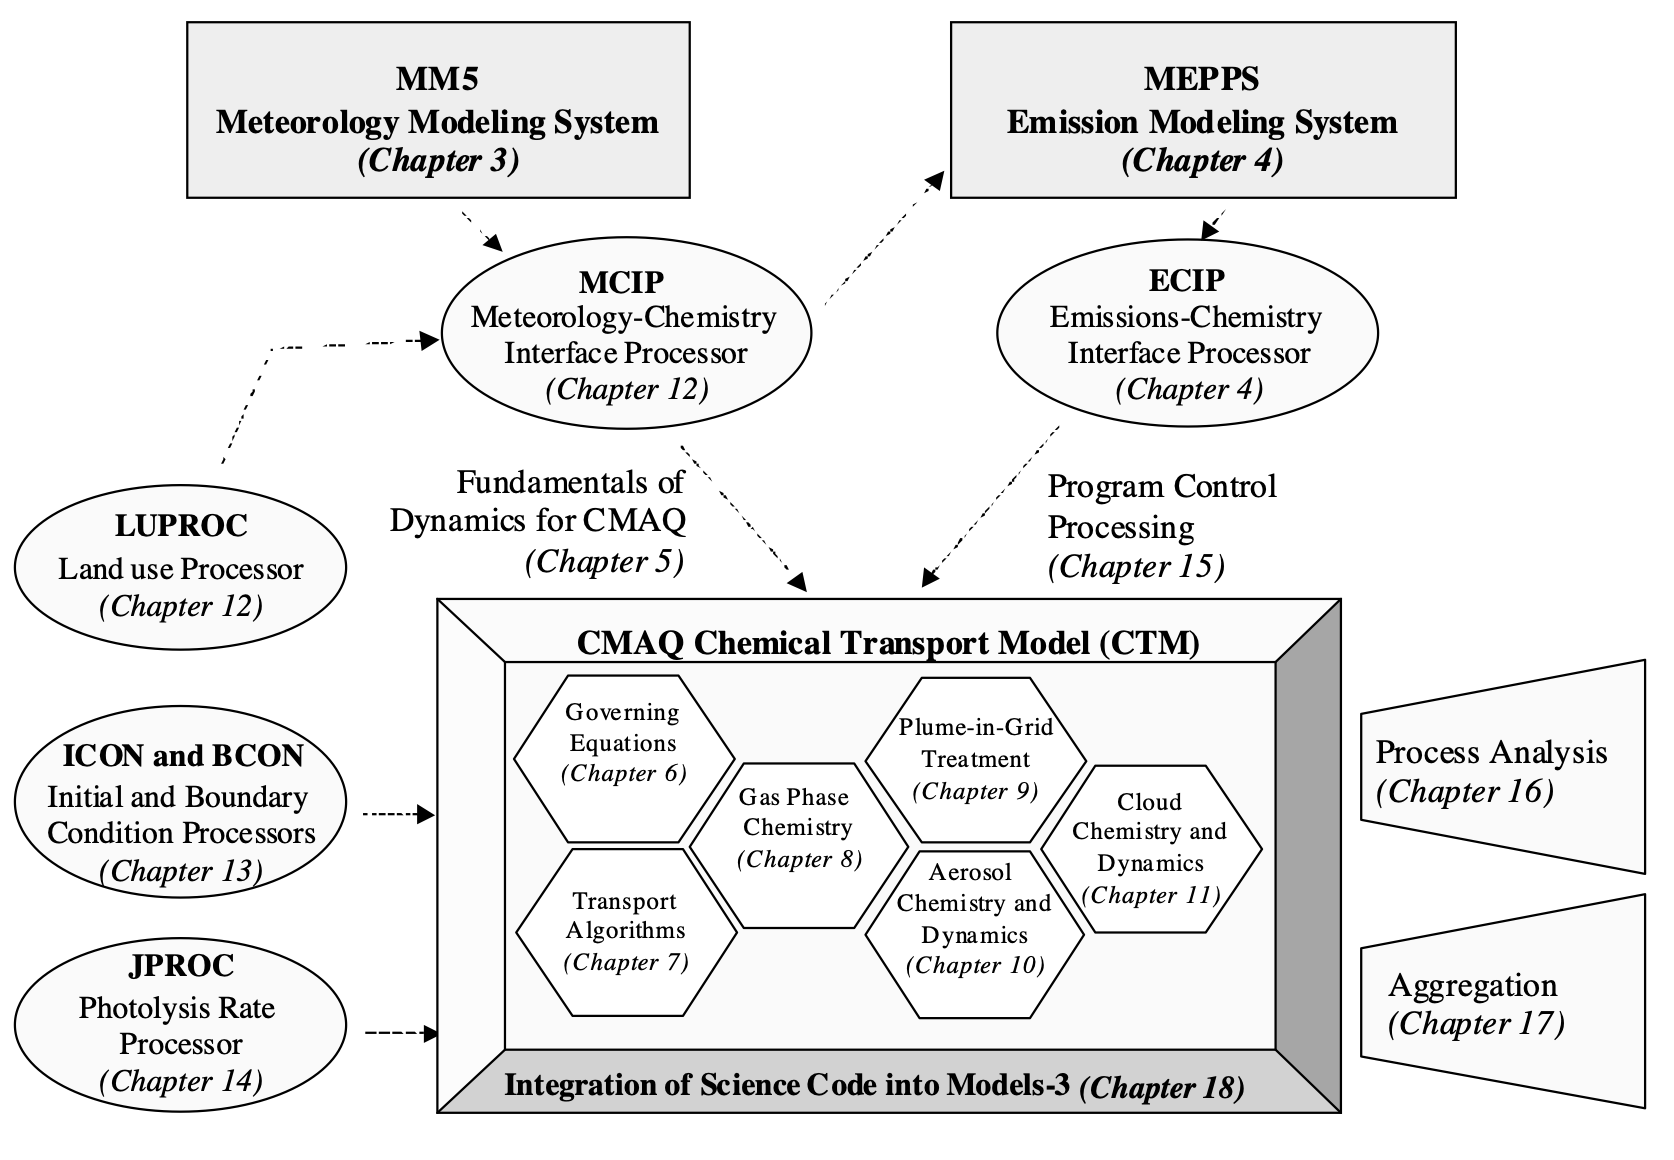 MM5
Meteorology Modeling System
(Chapter 3)
MEPPS
Emission Modeling System
(Chapter 4)
MCIP
Meteorology-Chemistry
Interface Processor
(Chapter 12)
ECIP
Emissions-Chemistry
Interface Processor
(Chapter 4)
LUPROC
Land use Processor
(Chapter 12)
Fundamentals of
Dynamics for CMAQ
(Chapter 5)
Program Control
Processing
(Chapter 15)
ICON and BCON
Initial and Boundary
Condition Processors
(Chapter 13)
JPROC
Photolysis Rate
Processor
(Chapter 14)
CMAQ Chemical Transport Model (CTM)
Governing
Equations
(Chapter 6)
Transport
Algorithms
(Chapter 7)
Gas Phase
Chemistry
(Chapter 8)
Plume-in-Grid
Treatment
(Chapter 9)
Aerosol
Chemistry and
Dynamics
(Chapter 10)
Cloud
Chemistry and
Dynamics
(Chapter 11)
Integration of Science Code into Models-3 (Chapter 18)
Process Analysis
(Chapter 16)
Aggregation
(Chapter 17)